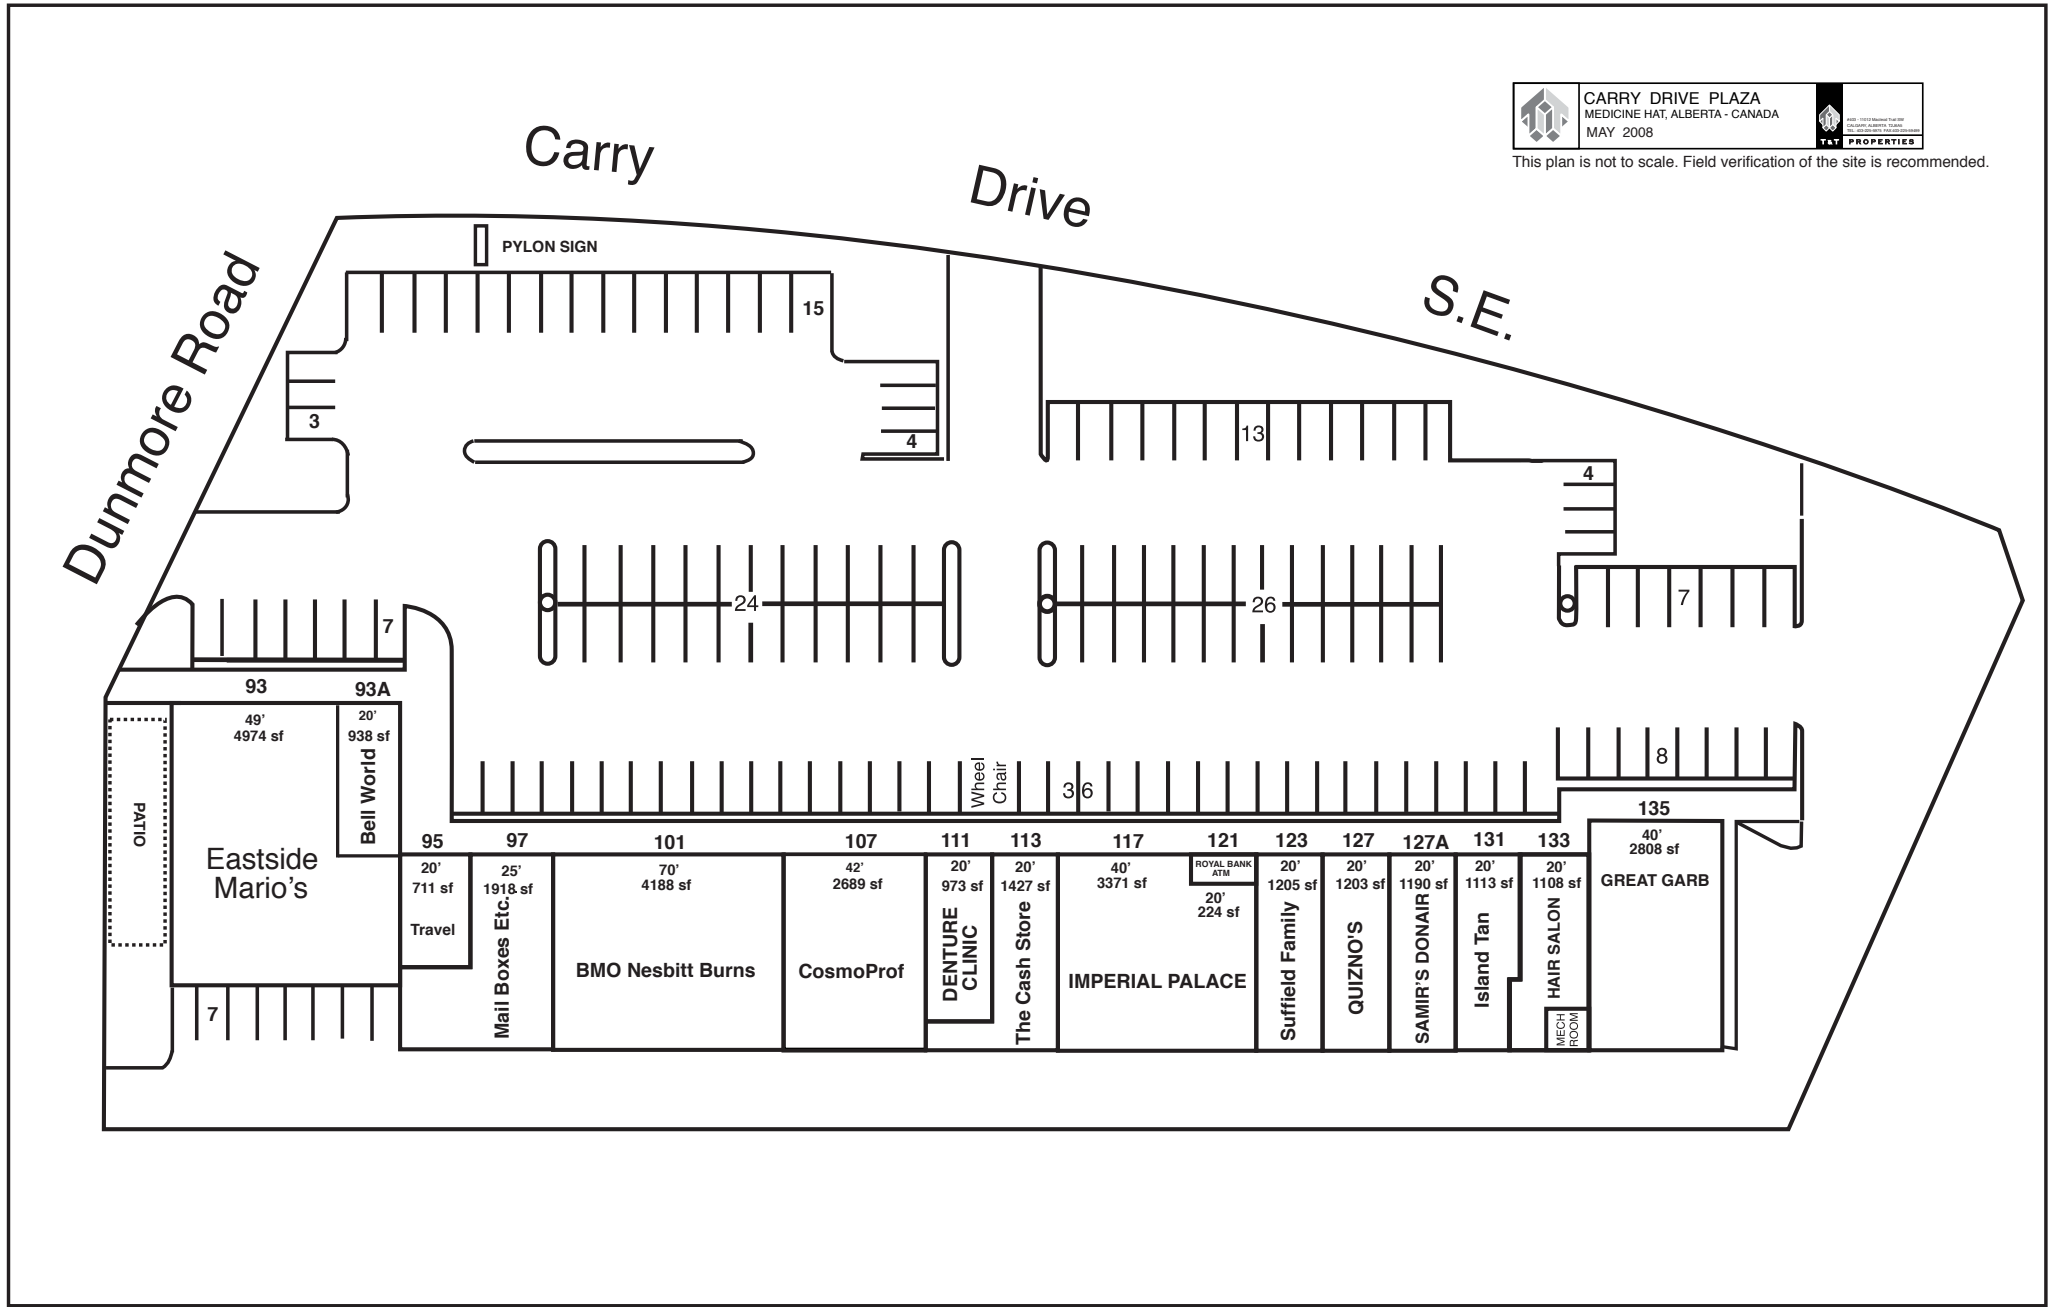 CARRY DRIVE PLAZA
MEDICINE HAT, ALBERTA - CANADA
MAY 2008
T&T PROPERTIES
This plan is not to scale. Field verification of the site is recommended.
Carry Drive S.E.
Dunmore Road
PYLON SIGN
15
3
4
13
4
24
26
7
7
8
Wheel
Chair
36
93
49’
4974 sf
Eastside
Mario’s
93A
20’
938 sf
Bell World
PATIO
7
95
20’
711 sf
Travel
97
25’
1918 sf
Mail Boxes Etc.
101
70’
4188 sf
BMO Nesbitt Burns
107
42’
2689 sf
CosmoProf
111
20’
973 sf
DENTURE
CLINIC
113
20’
1427 sf
The Cash Store
117
40’
3371 sf
IMPERIAL PALACE
121
ROYAL BANK
ATM
20’
224 sf
123
20’
1205 sf
Suffield Family
127
20’
1203 sf
QUIZNO'S
127A
20’
1190 sf
SAMIR’S DONAIR
131
20’
1113 sf
Island Tan
133
20’
1108 sf
HAIR SALON
MECH
ROOM
135
40’
2808 sf
GREAT GARB